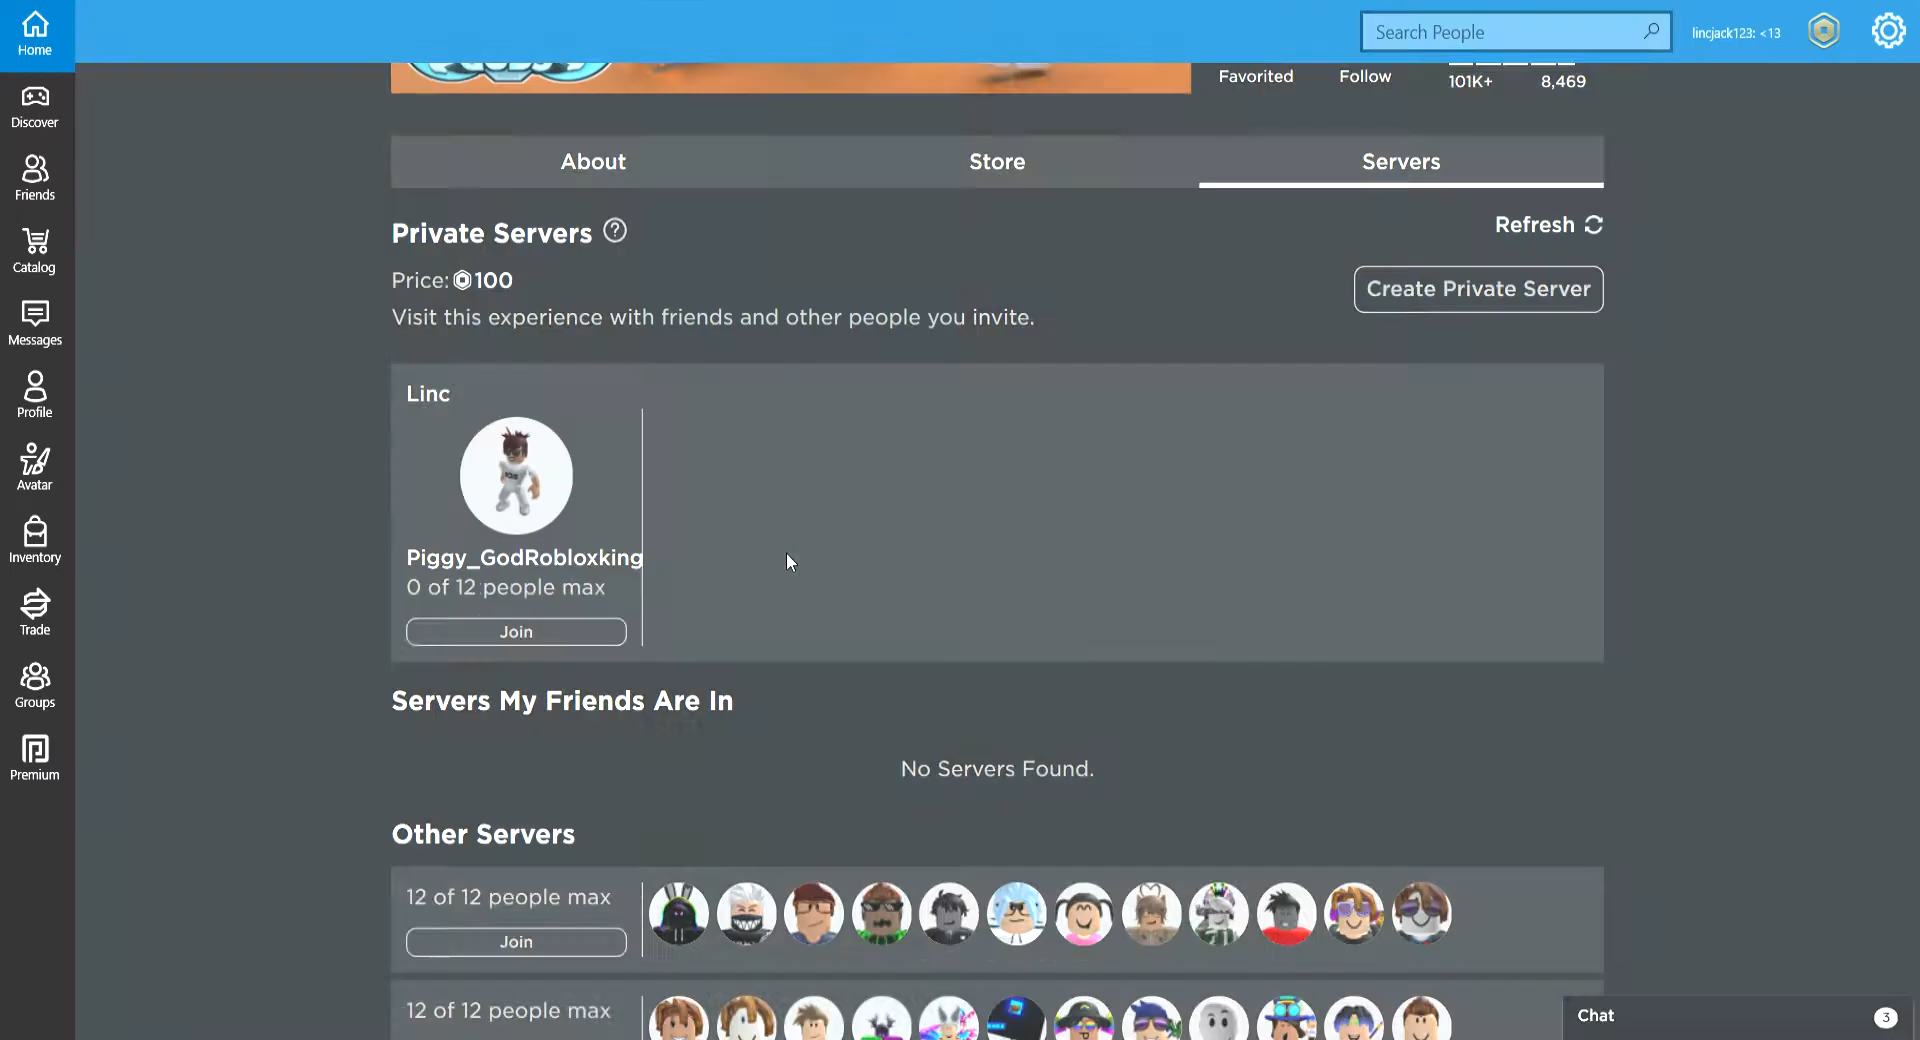 Home
Search People
lincjack123: <13
Discover
Friends
Catalog
Messages
Profile
Avatar
Inventory
Trade
Groups
Premium
Favorited
Follow
101K+
8,469
About
Store
Servers
Private Servers
Refresh
Price: 100
Create Private Server
Visit this experience with friends and other people you invite.
Linc
Piggy_GodRobloxking
0 of 12 people max
Join
Servers My Friends Are In
No Servers Found.
Other Servers
12 of 12 people max
Join
12 of 12 people max
Chat
3